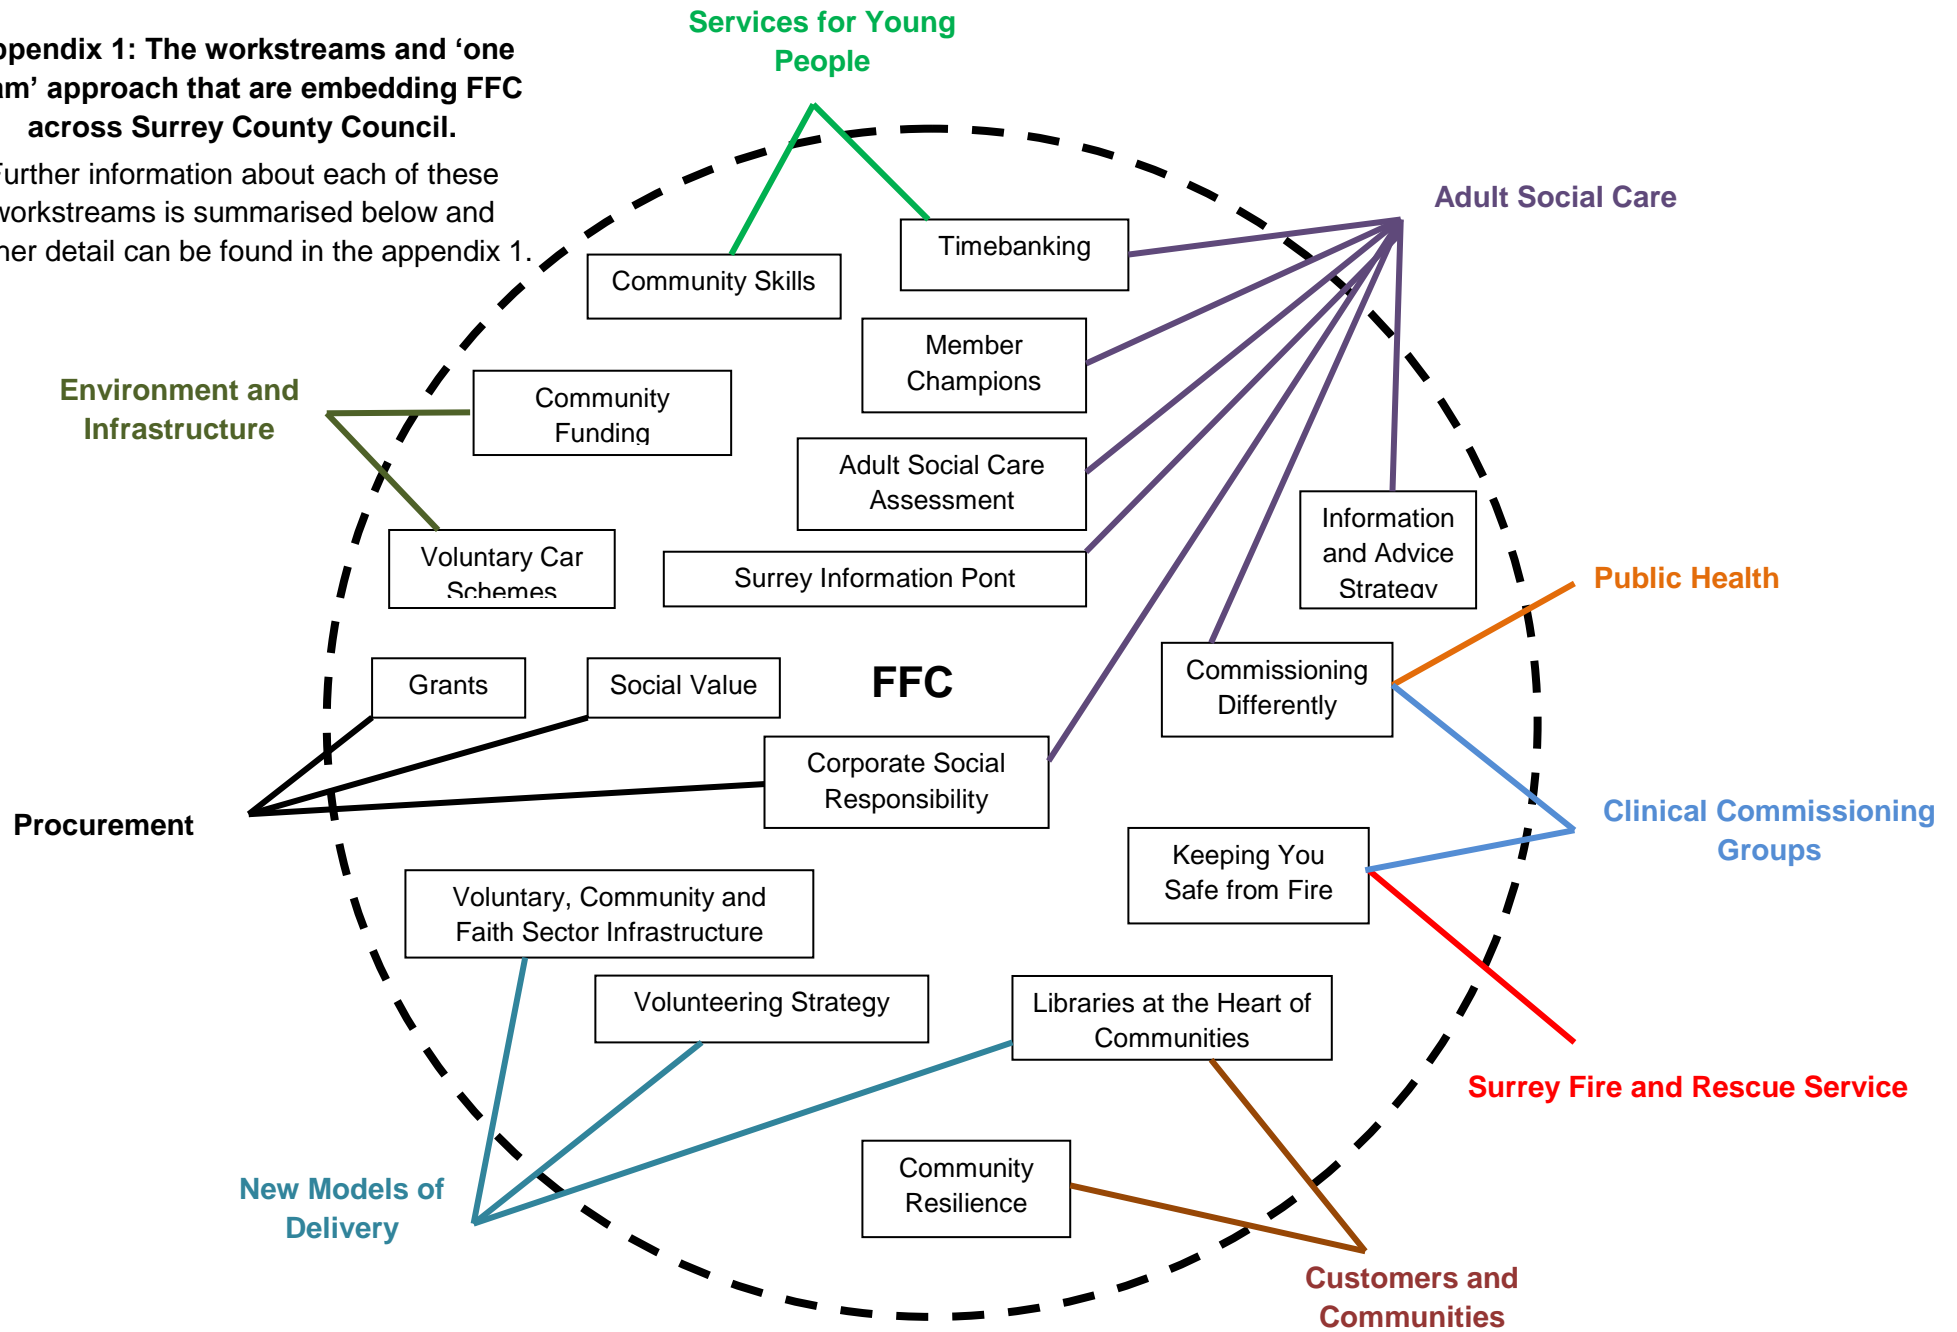 ppendix 1: The workstreams and ‘one
am’ approach that are embedding FFC
across Surrey County Council.
Further information about each of these
workstreams is summarised below and
her detail can be found in the appendix 1.
Services for Young
People
Adult Social Care
Timebanking
Community Skills
Member
Champions
Environment and
Infrastructure
Community
Funding
Adult Social Care
Assessment
Information
and Advice
Strategy
Voluntary Car
Schemes
Surrey Information Pont
Public Health
Grants
Social Value
FFC
Commissioning
Differently
Corporate Social
Responsibility
Procurement
Clinical Commissioning
Groups
Keeping You
Safe from Fire
Voluntary, Community and
Faith Sector Infrastructure
Volunteering Strategy
Libraries at the Heart of
Communities
Surrey Fire and Rescue Service
New Models of
Delivery
Community
Resilience
Customers and
Communities